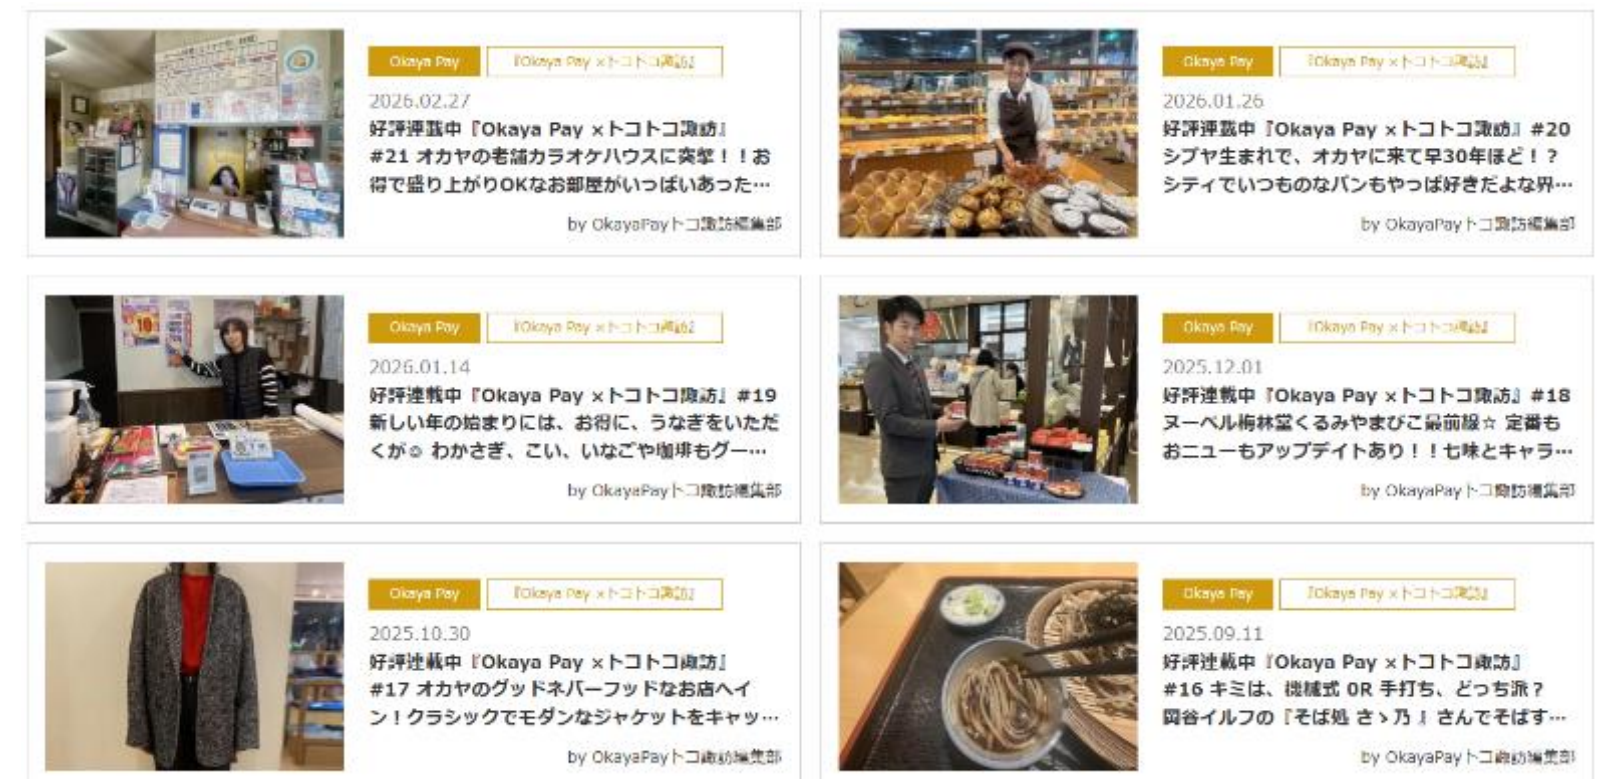 Okaya Pay 『Okaya Pay ×トコトコ諏訪』
2026.02.27
好評連載中『Okaya Pay ×トコトコ諏訪』
#21 オカヤの老舗カラオケハウスに突撃！！お
得で盛り上がりOKなお部屋がいっぱいあった…
by OkayaPayトコ諏訪編集部
Okaya Pay 『Okaya Pay ×トコトコ諏訪』
2026.01.26
好評連載中『Okaya Pay ×トコトコ諏訪』#20
シブヤ生まれで、オカヤに来て早30年ほど！？
シティでいつものなパンもやっぱ好きだよな界…
by OkayaPayトコ諏訪編集部
Okaya Pay 『Okaya Pay ×トコトコ諏訪』
2026.01.14
好評連載中『Okaya Pay ×トコトコ諏訪』#19
新しい年の始まりには、お得に、うなぎをいただ
くが☺ わかさぎ、こい、いなごや珈琲もグー…
by OkayaPayトコ諏訪編集部
Okaya Pay 『Okaya Pay ×トコトコ諏訪』
2025.12.01
好評連載中『Okaya Pay ×トコトコ諏訪』#18
ヌーベル梅林堂くるみやまびこ最前線☆ 定番も
おニューもアップデイトあり！！七味とキャラ…
by OkayaPayトコ諏訪編集部
Okaya Pay 『Okaya Pay ×トコトコ諏訪』
2025.10.30
好評連載中『Okaya Pay ×トコトコ諏訪』
#17 オカヤのグッドネバーフッドなお店へイ
ン！クラシックでモダンなジャケットをキャッ…
by OkayaPayトコ諏訪編集部
Okaya Pay 『Okaya Pay ×トコトコ諏訪』
2025.09.11
好評連載中『Okaya Pay ×トコトコ諏訪』
#16 キミは、機械式 OR 手打ち、どっち派？
岡谷イルフの『そば処 さゝ乃 』さんでそばす…
by OkayaPayトコ諏訪編集部